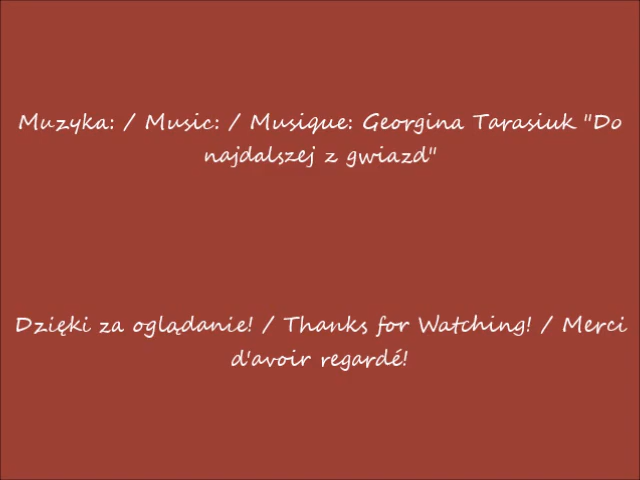 Muzyka: / Music: / Musique: Georgina Tarasiuk "Do
najdalszej z gwiazd"
Dzięki za oglądanie! / Thanks for Watching! / Merci
d'avoir regardé!